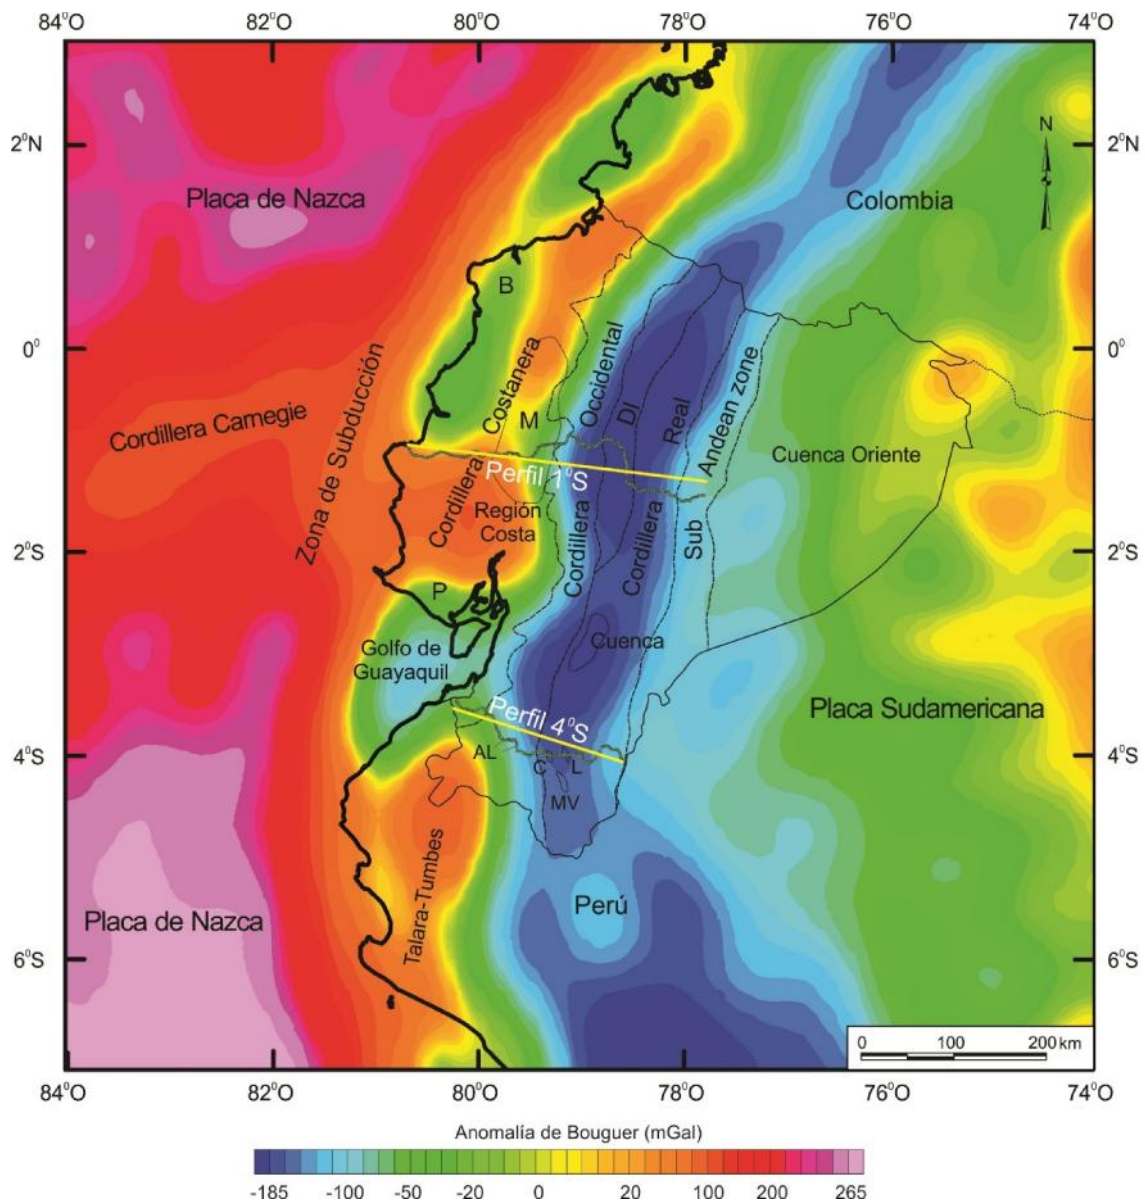 84°O 82°O 80°O 78°O 76°O 74°O
2°N 2°N
N
Placa de Nazca
Colombia
B
0° 0°
Zona de Subducción
Costanera
Occidental
DI
Real
Andean zone
Cordillera Carnegie
M
Cuenca Oriente
Perfil 1°S
Cordillera
Región
Costa
Cordillera
Cordillera
Sub
2°S 2°S
P
Golfo de
Guayaquil
Cuenca
Perfil 4°S
Placa Sudamericana
4°S 4°S
AL
C L
MV
Talara-Tumbes
Placa de Nazca
Perú
6°S 6°S
0 100 200 km
84°O 82°O 80°O 78°O 76°O 74°O
Anomalía de Bouguer (mGal)
-185 -100 -50 -20 0 20 100 200 265